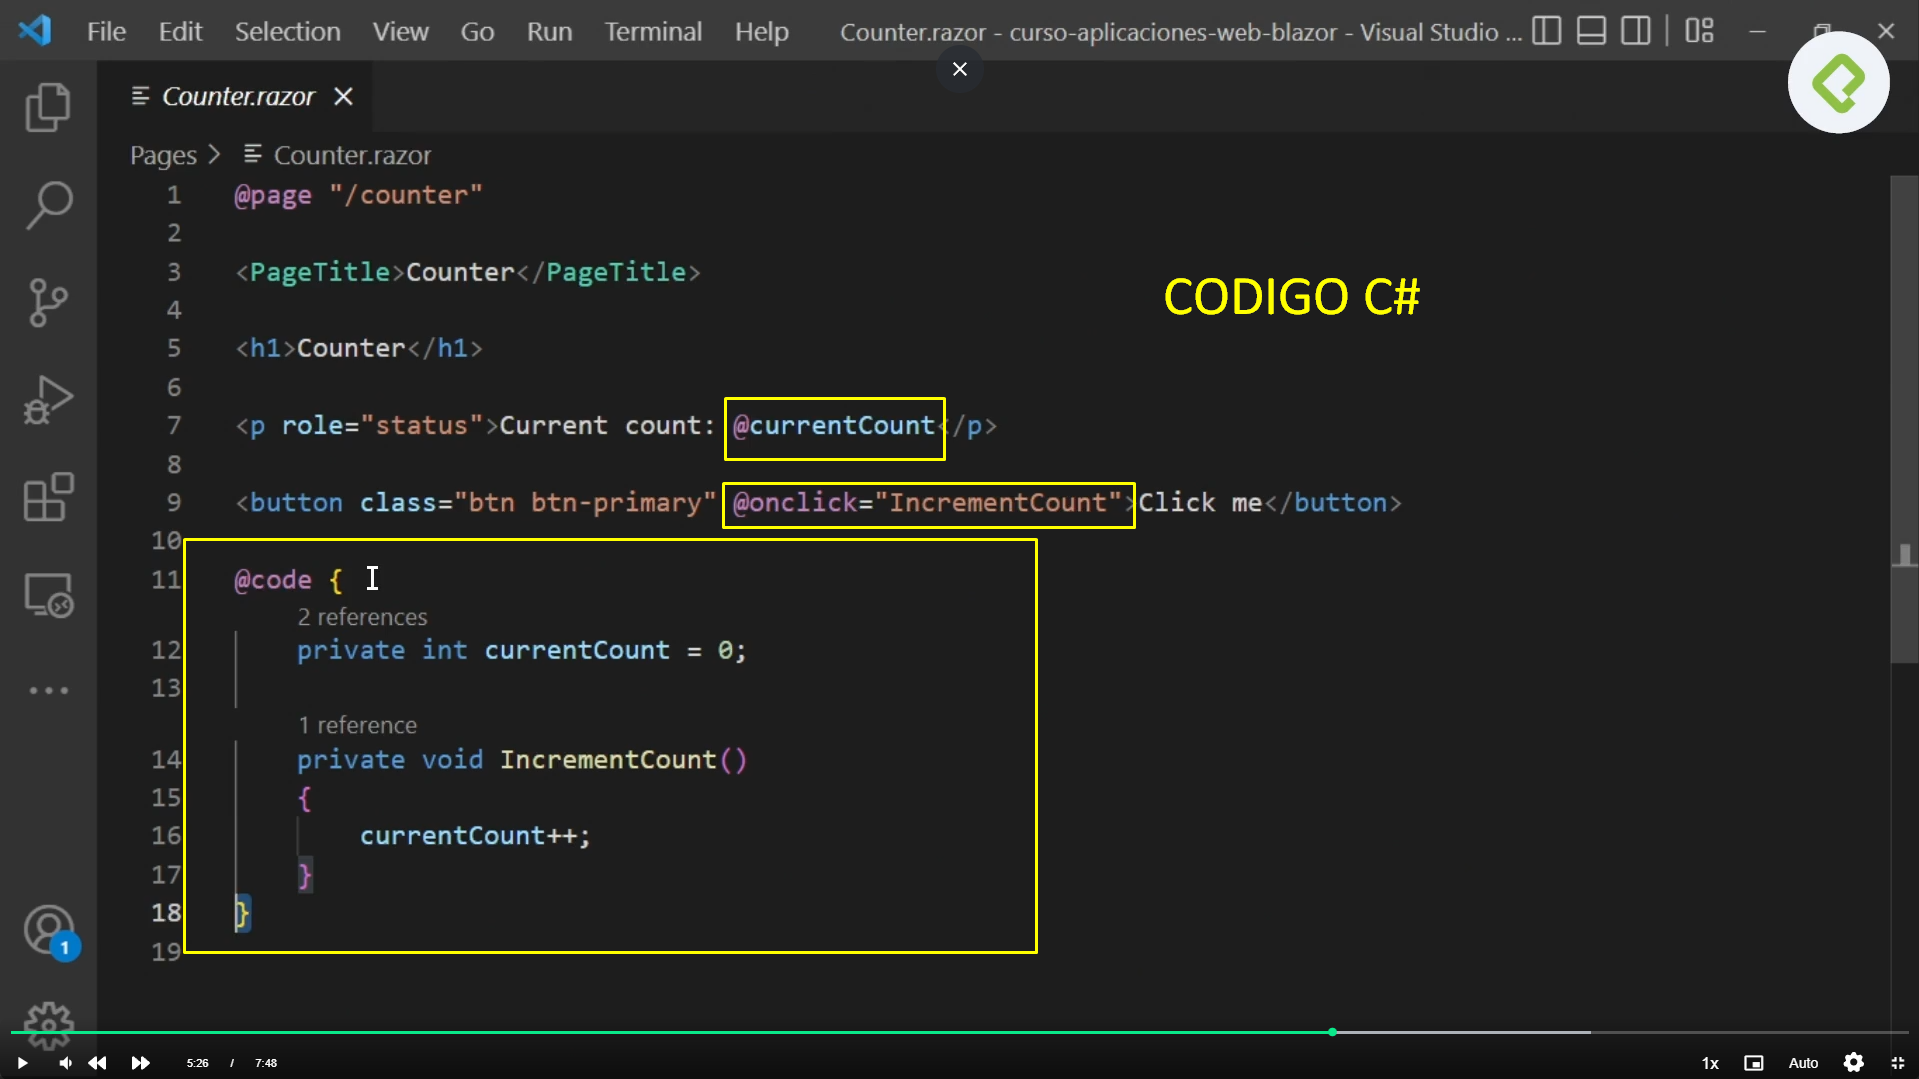 File Edit Selection View Go Run Terminal Help Counter.razor - curso-aplicaciones-web-blazor - Visual Studio ...
Counter.razor
Pages > Counter.razor
1 @page "/counter"
2
3 <PageTitle>Counter</PageTitle>
4
5 <h1>Counter</h1>
6
7 <p role="status">Current count: @currentCount</p>
8
9 <button class="btn btn-primary" @onclick="IncrementCount">Click me</button>
10
11 @code {
2 references
12 private int currentCount = 0;
13
1 reference
14 private void IncrementCount()
15 {
16 currentCount++;
17 }
18 }
19
CODIGO C#
1
5:26 / 7:48 1x Auto